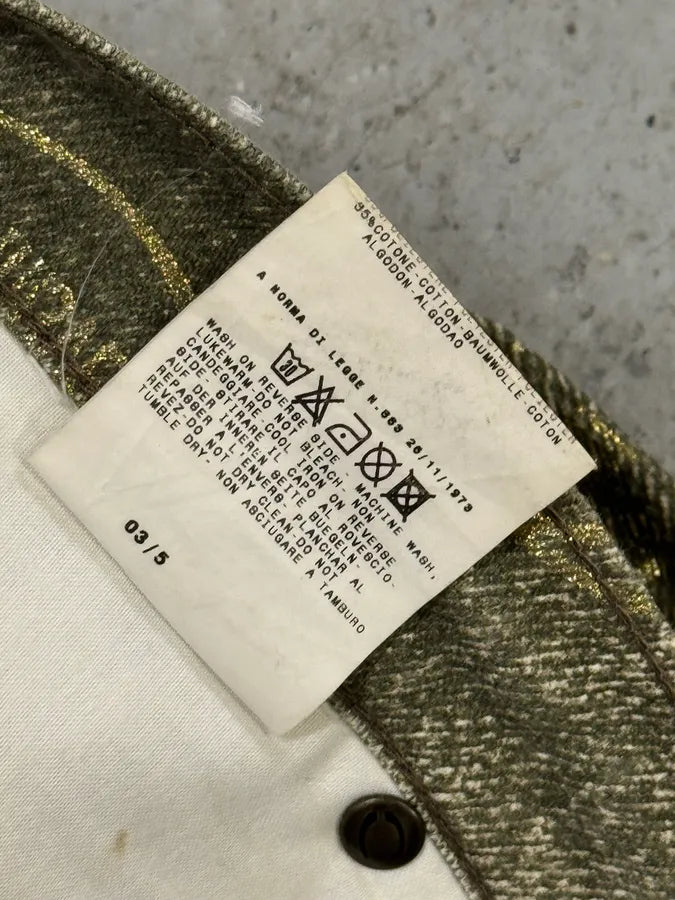 95%COTONE-COTTON-BAUMWOLLE-COTON
ALGODON-ALGODAO
A NORMA DI LEGGE N.883 26/11/1973
30
WASH ON REVERSE SIDE - MACHINE WASH,
LUKEWARM-DO NOT BLEACH, NON
CANDEGGIARE-COOL IRON ON REVERSE
SIDE- STIRARE IL CAPO AL ROVESCIO-
AUF DER INNEREN SEITE BUEGELN-
REPASSER A L'ENVERS- PLANCHAR AL
TREVEZ-DO NOT DRY CLEAN-DO NOT
TUMBLE DRY- NON ASCIUGARE A TAMBURO
03/5